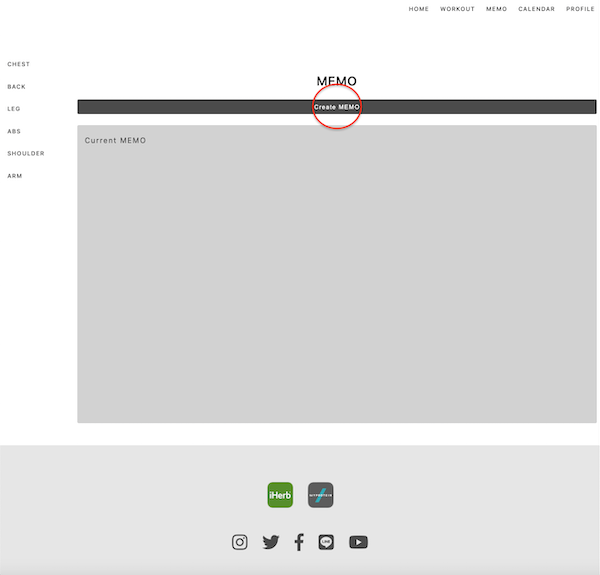 HOME WORKOUT MEMO CALENDAR PROFILE
CHEST
BACK
LEG
ABS
SHOULDER
ARM
MEMO
Create MEMO
Current MEMO
iHerb
MYPROTEIN
LINE